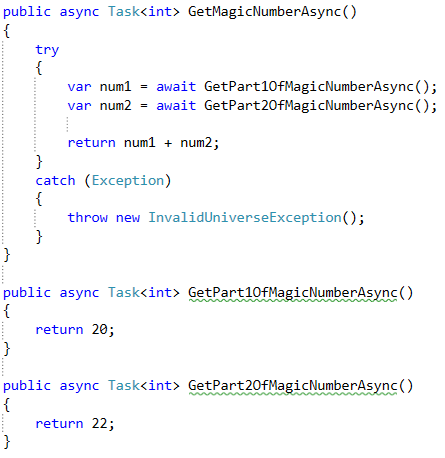 public async Task<int> GetMagicNumberAsync()
{
    try
    {
        var num1 = await GetPart1OfMagicNumberAsync();
        var num2 = await GetPart2OfMagicNumberAsync();

        return num1 + num2;
    }
    catch (Exception)
    {
        throw new InvalidUniverseException();
    }
}

public async Task<int> GetPart1OfMagicNumberAsync()
{
    return 20;
}

public async Task<int> GetPart2OfMagicNumberAsync()
{
    return 22;
}